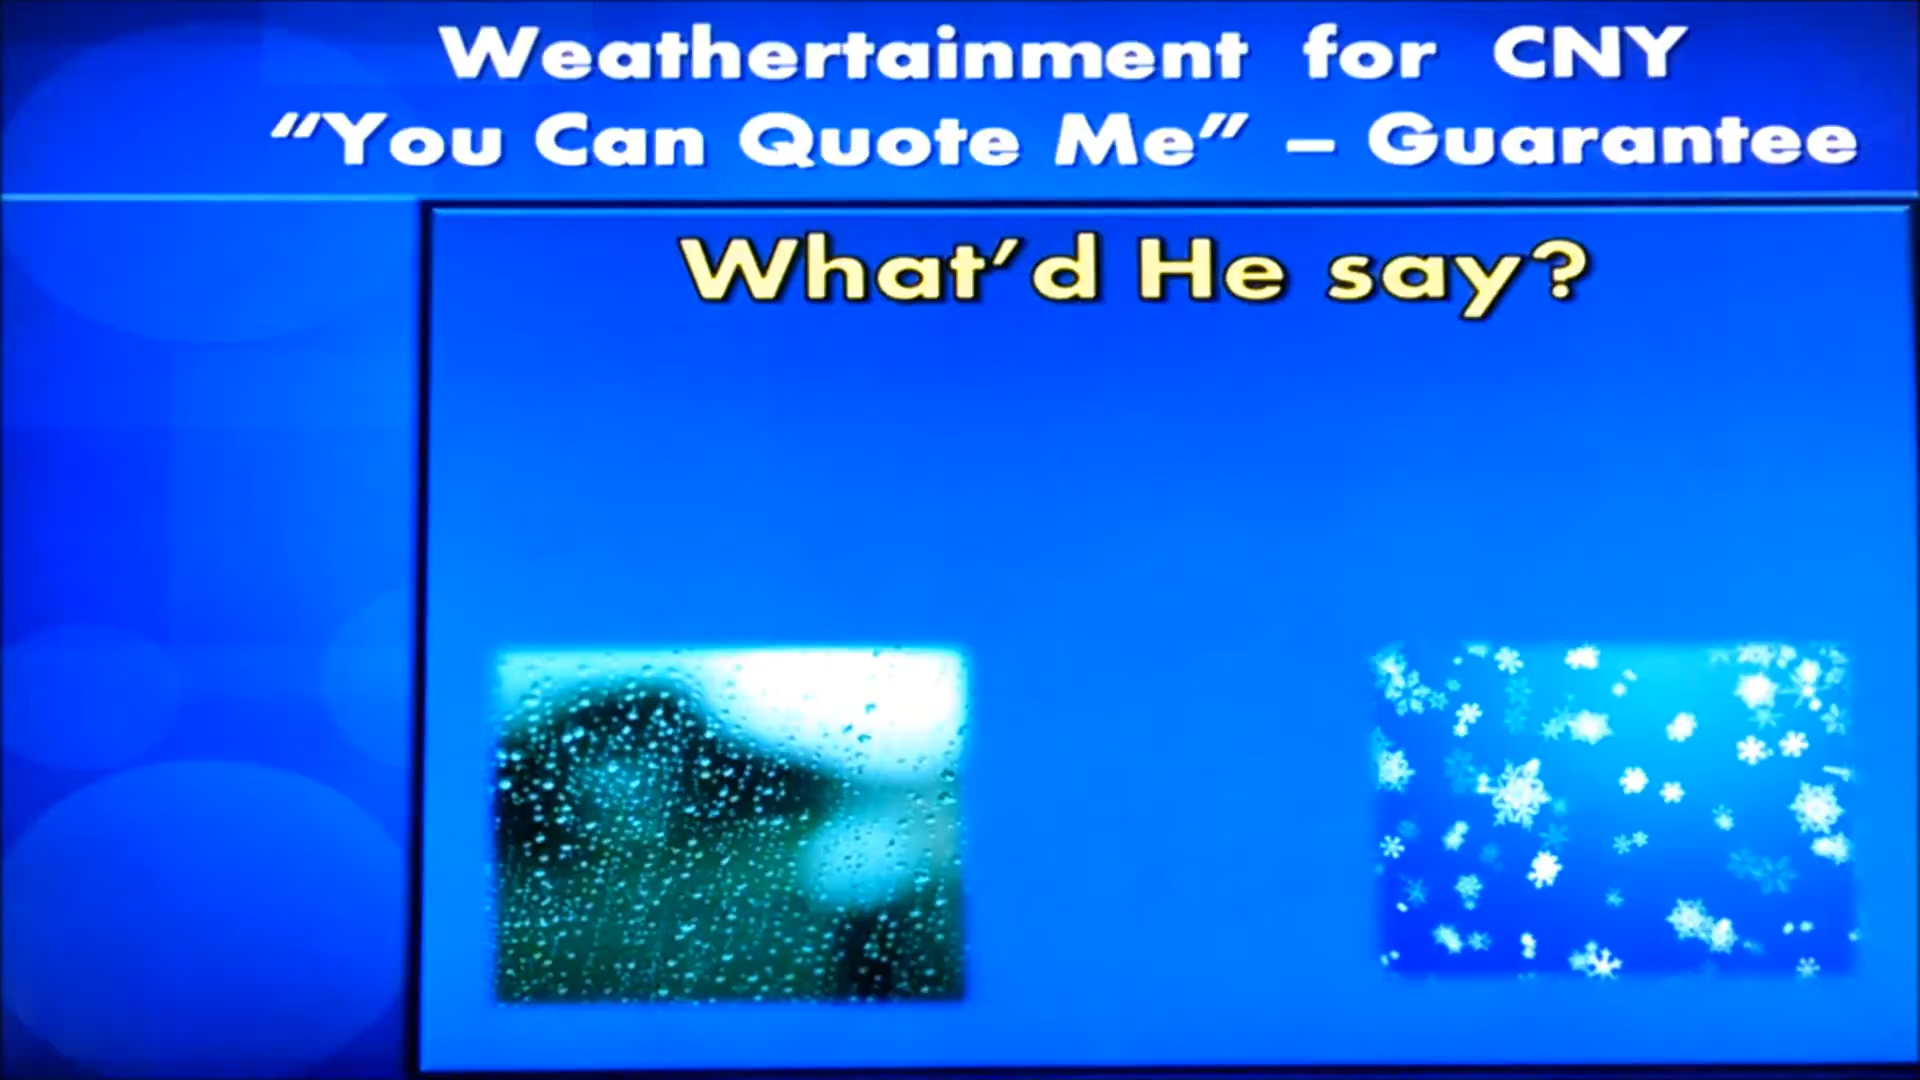 Weathertainment for CNY
“You Can Quote Me” – Guarantee
What’d He say?